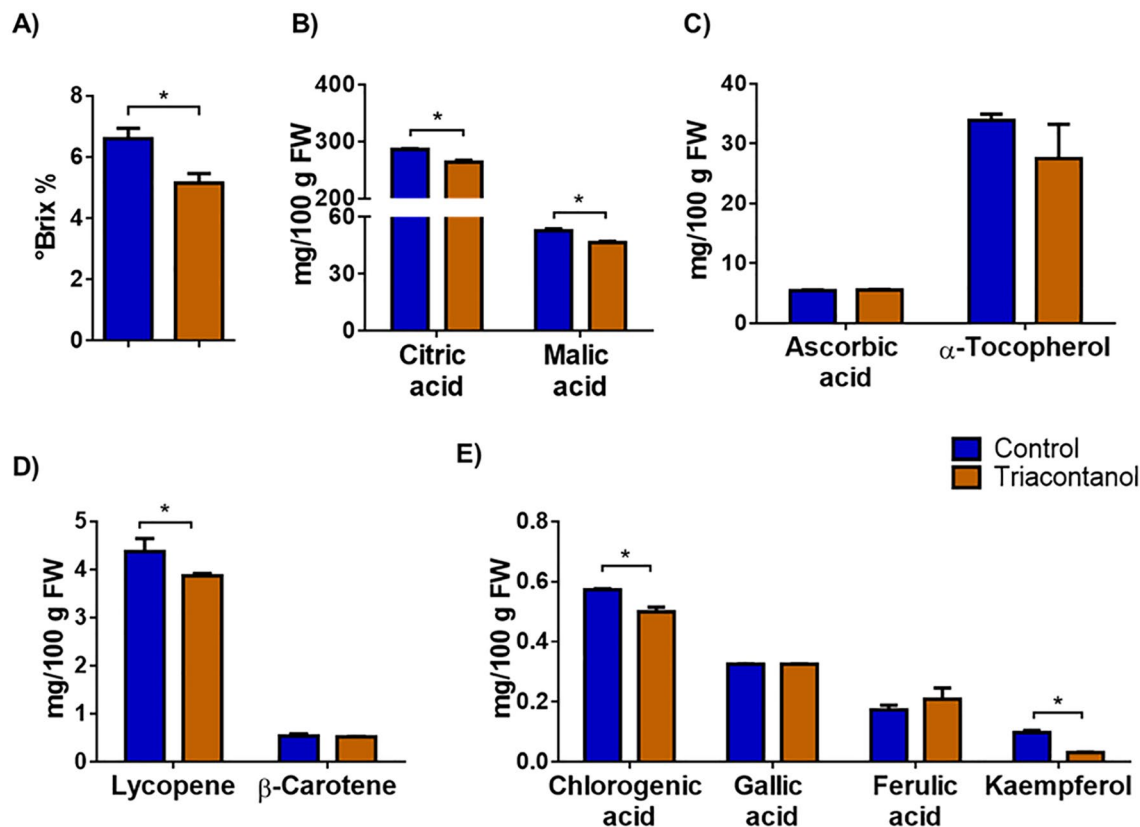 A)
°Brix %
8
6
4
2
0
*
B)
mg/100 g FW
400
300
200
60
30
0
*
*
Citric
acid
Malic
acid
C)
mg/100 g FW
40
30
20
10
0
Ascorbic
acid
α-Tocopherol
Control
Triacontanol
D)
mg/100 g FW
5
4
3
2
1
0
*
Lycopene
β-Carotene
E)
mg/100 g FW
0.8
0.6
0.4
0.2
0.0
*
*
Chlorogenic
acid
Gallic
acid
Ferulic
acid
Kaempferol